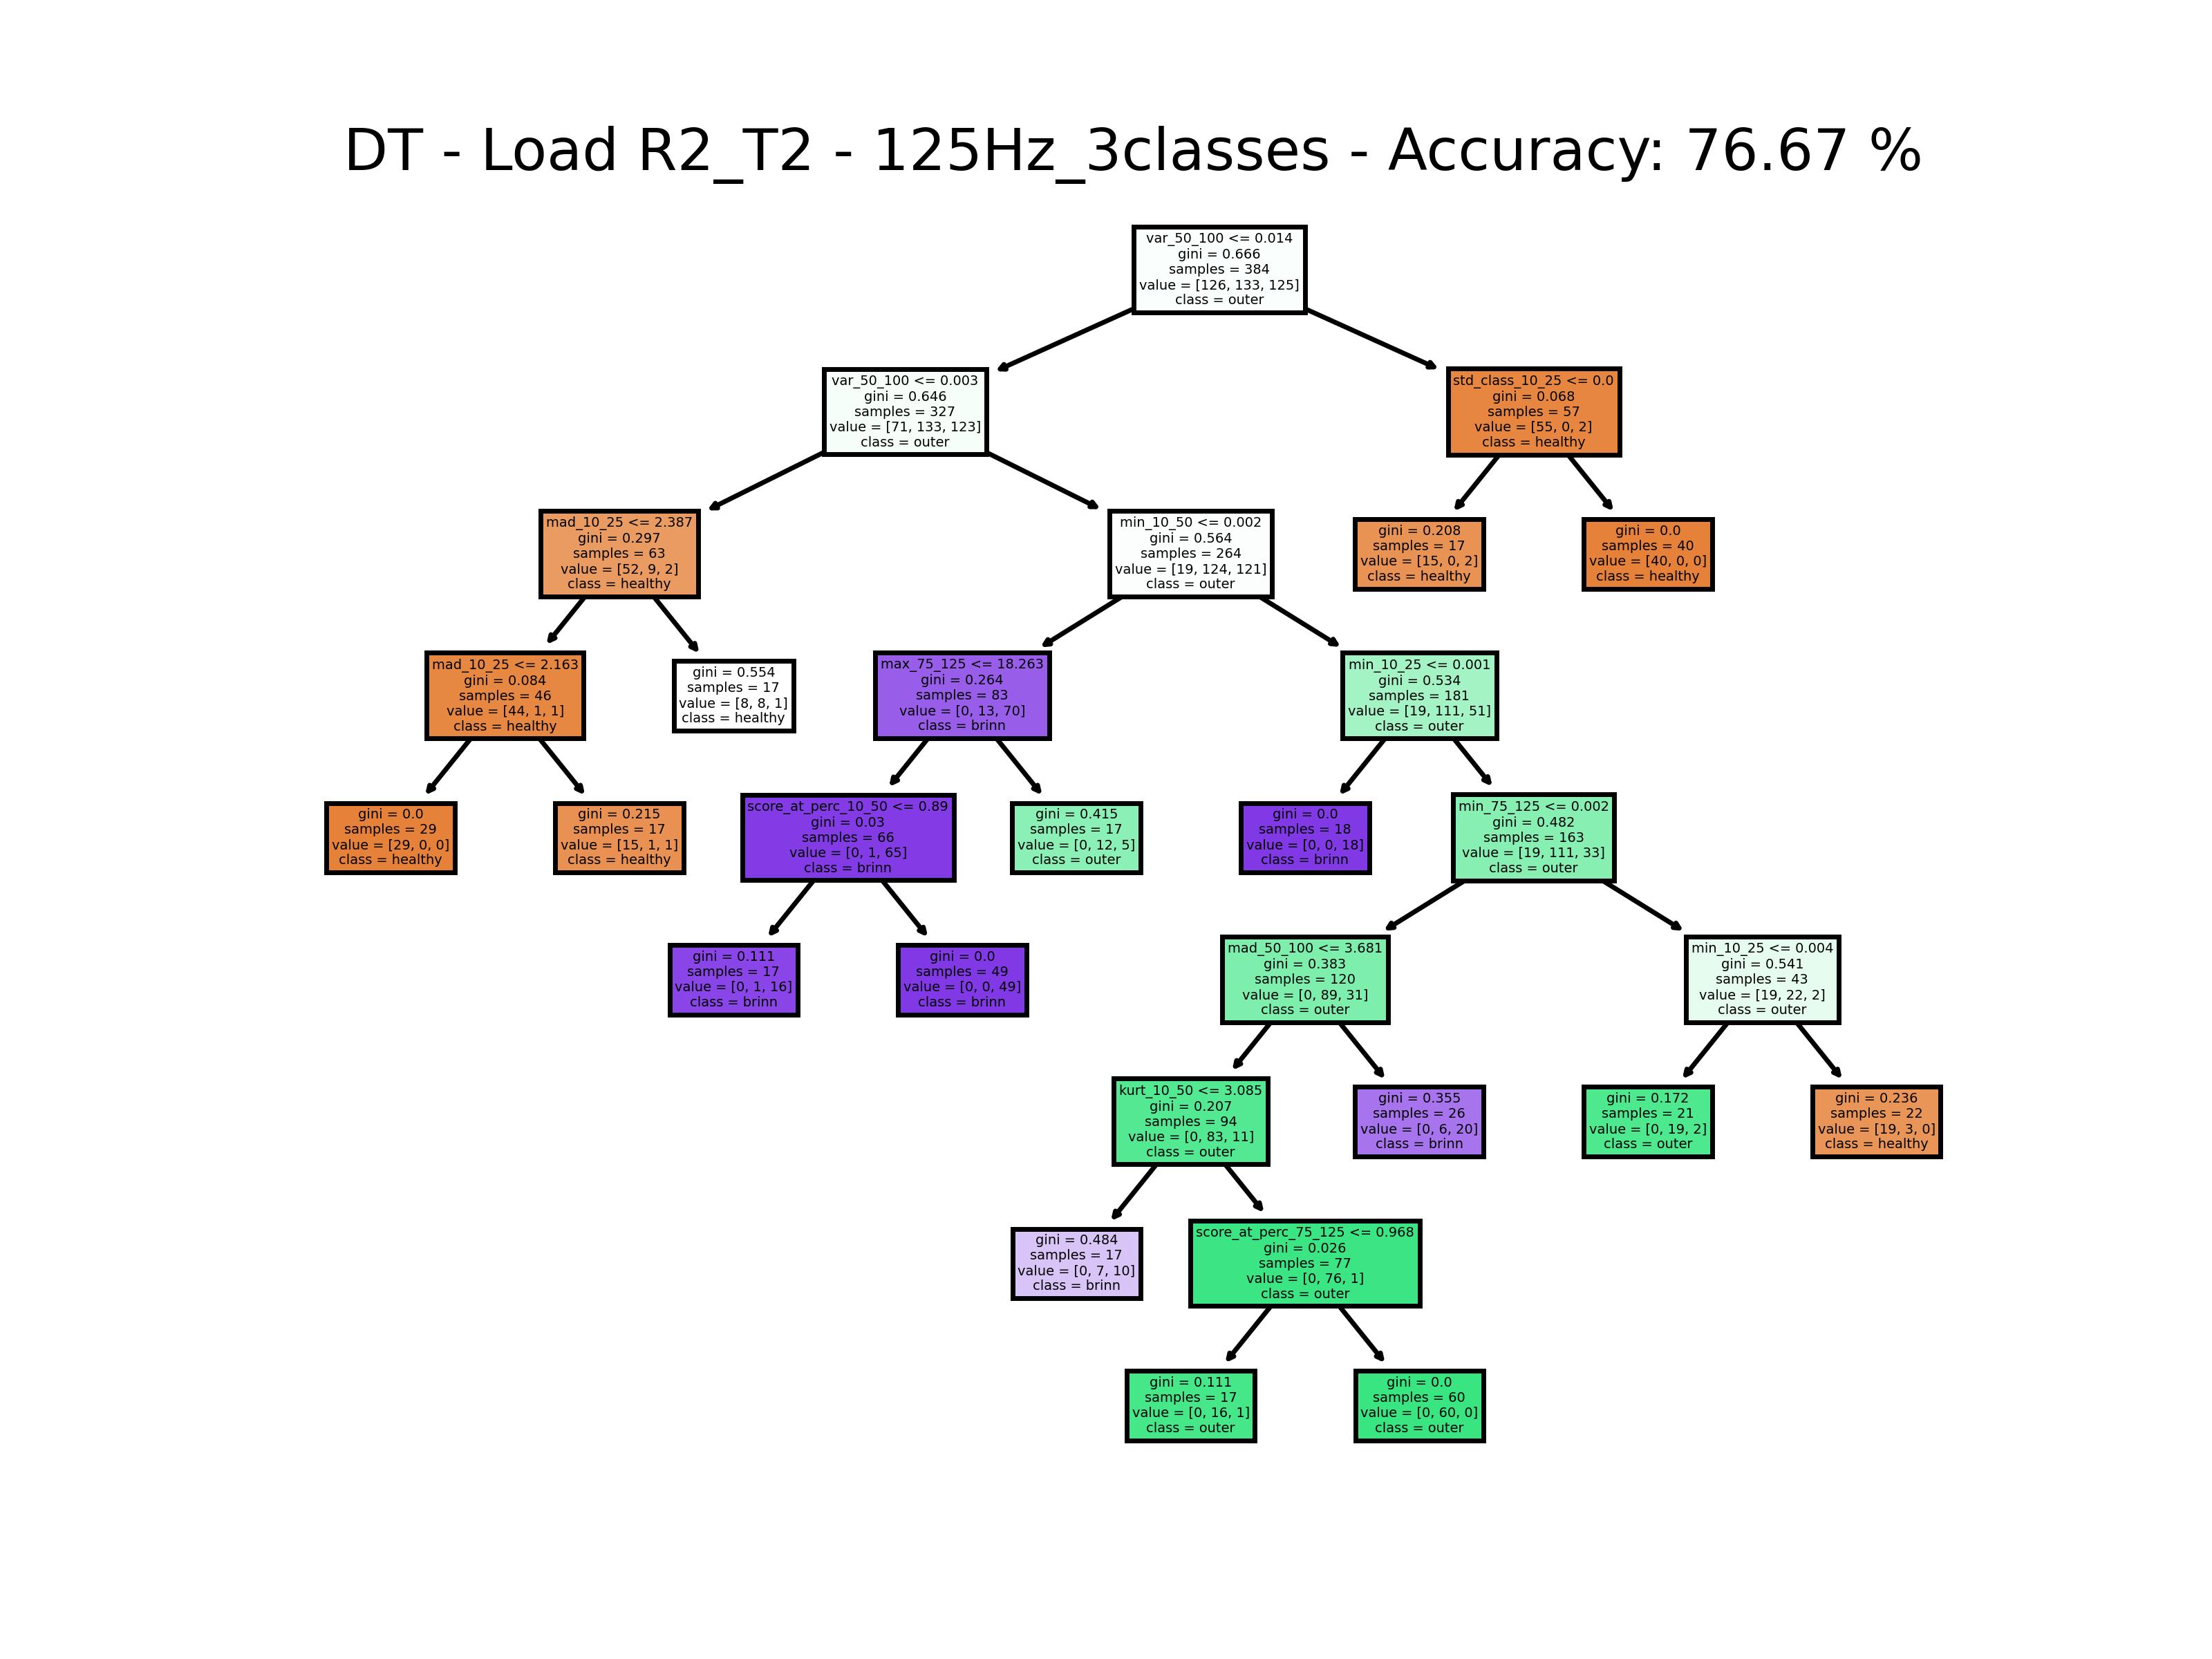 DT - Load R2_T2 - 125Hz_3classes - Accuracy: 76.67 %
var_50_100 <= 0.014
gini = 0.666
samples = 384
value = [126, 133, 125]
class = outer
var_50_100 <= 0.003
gini = 0.646
samples = 327
value = [71, 133, 123]
class = outer
std_class_10_25 <= 0.0
gini = 0.068
samples = 57
value = [55, 0, 2]
class = healthy
mad_10_25 <= 2.387
gini = 0.297
samples = 63
value = [52, 9, 2]
class = healthy
min_10_50 <= 0.002
gini = 0.564
samples = 264
value = [19, 124, 121]
class = outer
gini = 0.208
samples = 17
value = [15, 0, 2]
class = healthy
gini = 0.0
samples = 40
value = [40, 0, 0]
class = healthy
mad_10_25 <= 2.163
gini = 0.084
samples = 46
value = [44, 1, 1]
class = healthy
gini = 0.554
samples = 17
value = [8, 8, 1]
class = healthy
max_75_125 <= 18.263
gini = 0.264
samples = 83
value = [0, 13, 70]
class = brinn
min_10_25 <= 0.001
gini = 0.534
samples = 181
value = [19, 111, 51]
class = outer
gini = 0.0
samples = 29
value = [29, 0, 0]
class = healthy
gini = 0.215
samples = 17
value = [15, 1, 1]
class = healthy
score_at_perc_10_50 <= 0.89
gini = 0.03
samples = 66
value = [0, 1, 65]
class = brinn
gini = 0.415
samples = 17
value = [0, 12, 5]
class = outer
gini = 0.0
samples = 18
value = [0, 0, 18]
class = brinn
min_75_125 <= 0.002
gini = 0.482
samples = 163
value = [19, 111, 33]
class = outer
gini = 0.111
samples = 17
value = [0, 1, 16]
class = brinn
gini = 0.0
samples = 49
value = [0, 0, 49]
class = brinn
mad_50_100 <= 3.681
gini = 0.383
samples = 120
value = [0, 89, 31]
class = outer
min_10_25 <= 0.004
gini = 0.541
samples = 43
value = [19, 22, 2]
class = outer
kurt_10_50 <= 3.085
gini = 0.207
samples = 94
value = [0, 83, 11]
class = outer
gini = 0.355
samples = 26
value = [0, 6, 20]
class = brinn
gini = 0.172
samples = 21
value = [0, 19, 2]
class = outer
gini = 0.236
samples = 22
value = [19, 3, 0]
class = healthy
gini = 0.484
samples = 17
value = [0, 7, 10]
class = brinn
score_at_perc_75_125 <= 0.968
gini = 0.026
samples = 77
value = [0, 76, 1]
class = outer
gini = 0.111
samples = 17
value = [0, 16, 1]
class = outer
gini = 0.0
samples = 60
value = [0, 60, 0]
class = outer